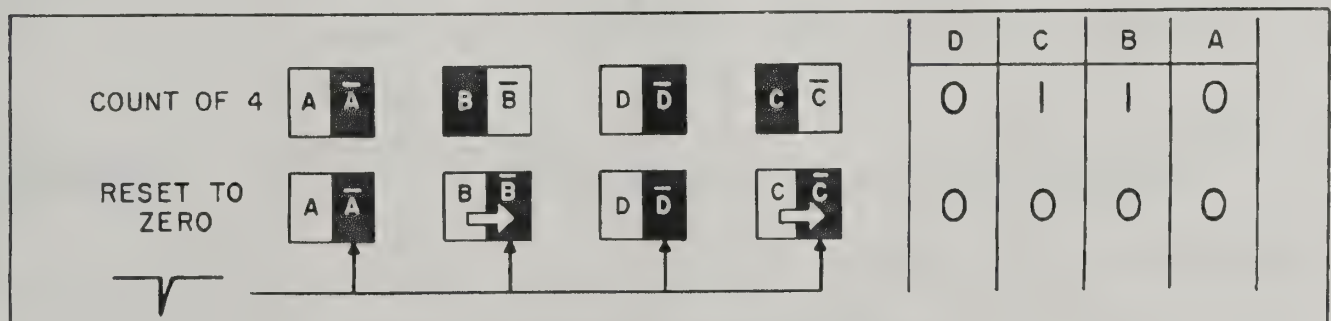 D C B A
COUNT OF 4 A A̅ B B̅ D D̅ C C̅ 0 1 1 0
RESET TO ZERO A A̅ B B̅ D D̅ C C̅ 0 0 0 0